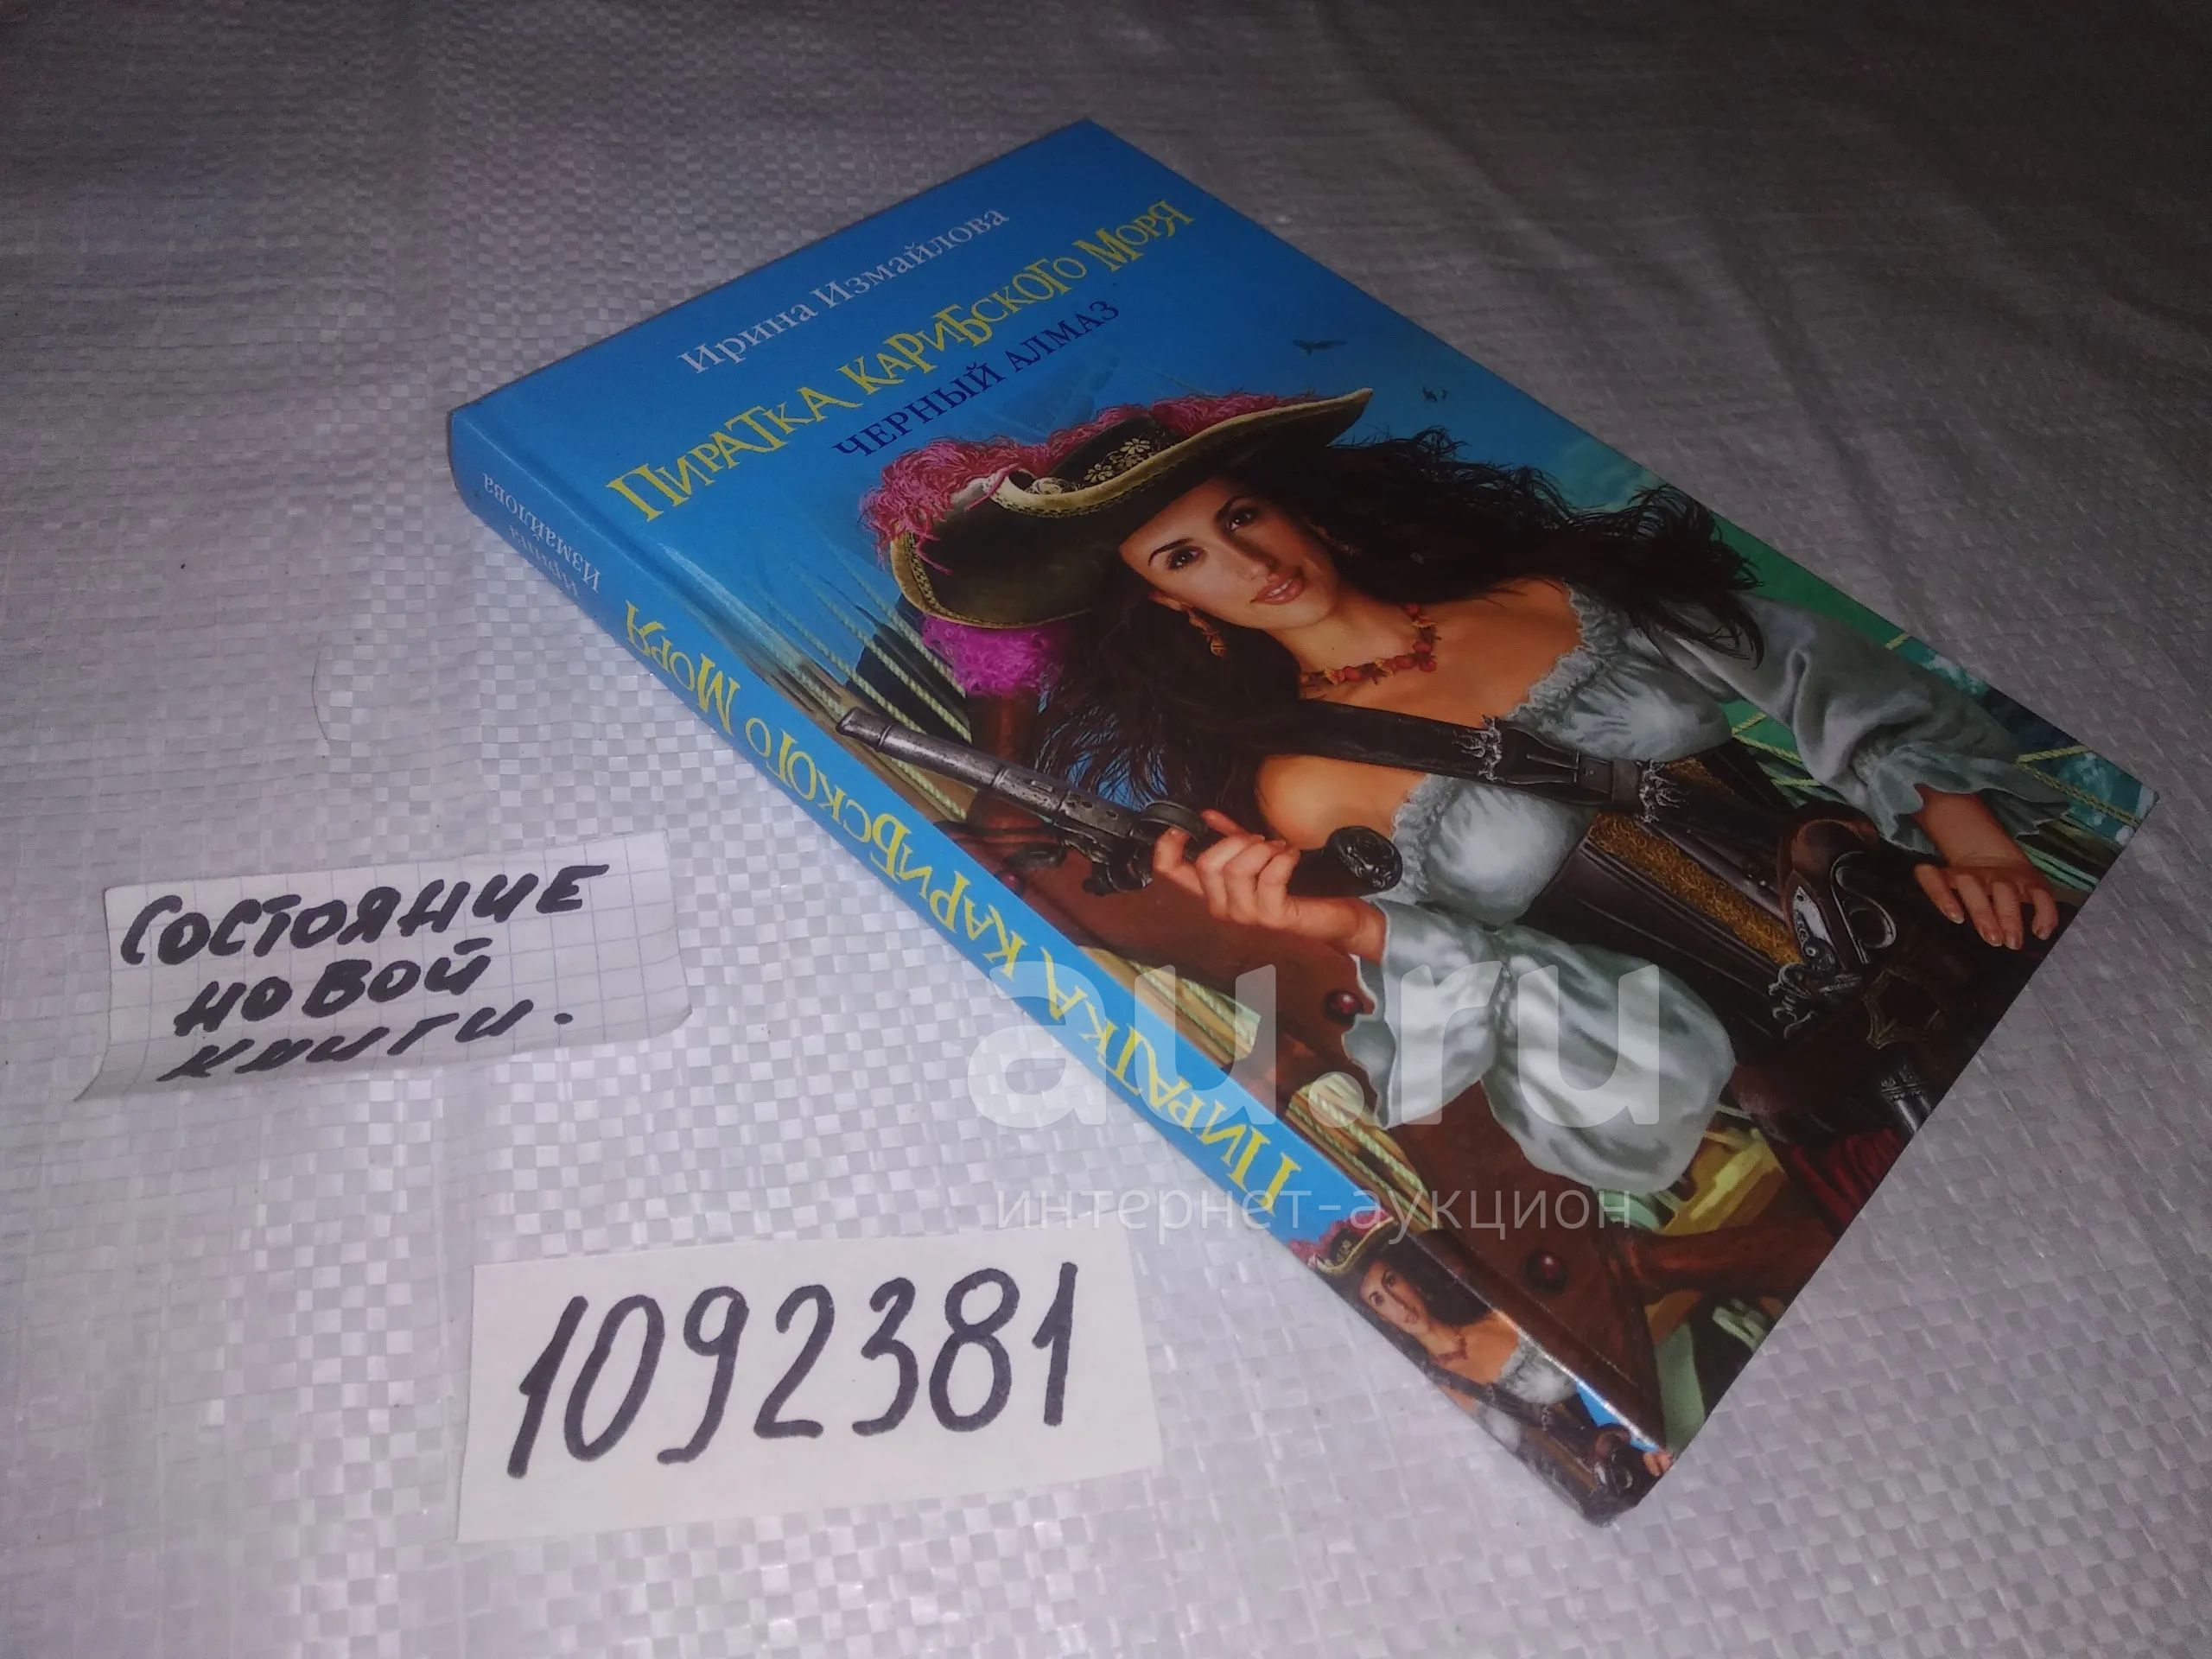 Ирина Измайлова
Пиратка Карибского Моря
ЧЕРНЫЙ АЛМАЗ
Ирина
Измайлова
Пиратка Карибского Моря
СОСТОЯНИЕ
НОВОЙ
КНИГИ.
1092381
au.ru
интернет-аукцион